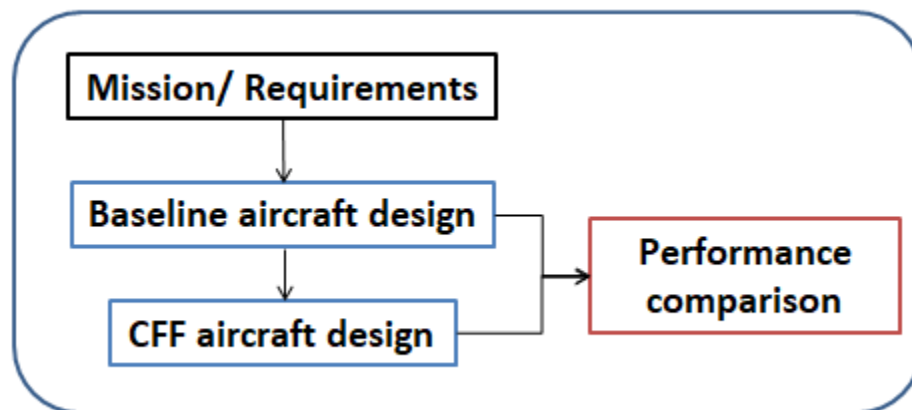 Mission/ Requirements
Baseline aircraft design
CFF aircraft design
Performance
comparison